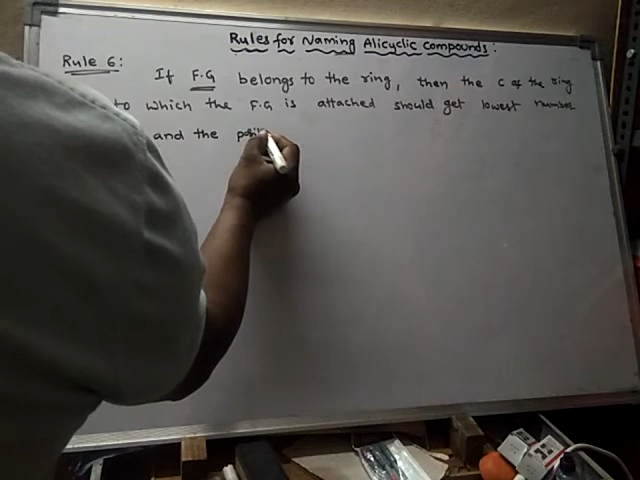 Rules for Naming Alicyclic Compounds:
Rule 6:
If F.G belongs to the ring, then the C of the ring
to which the F.G is attached should get lowest number
and the